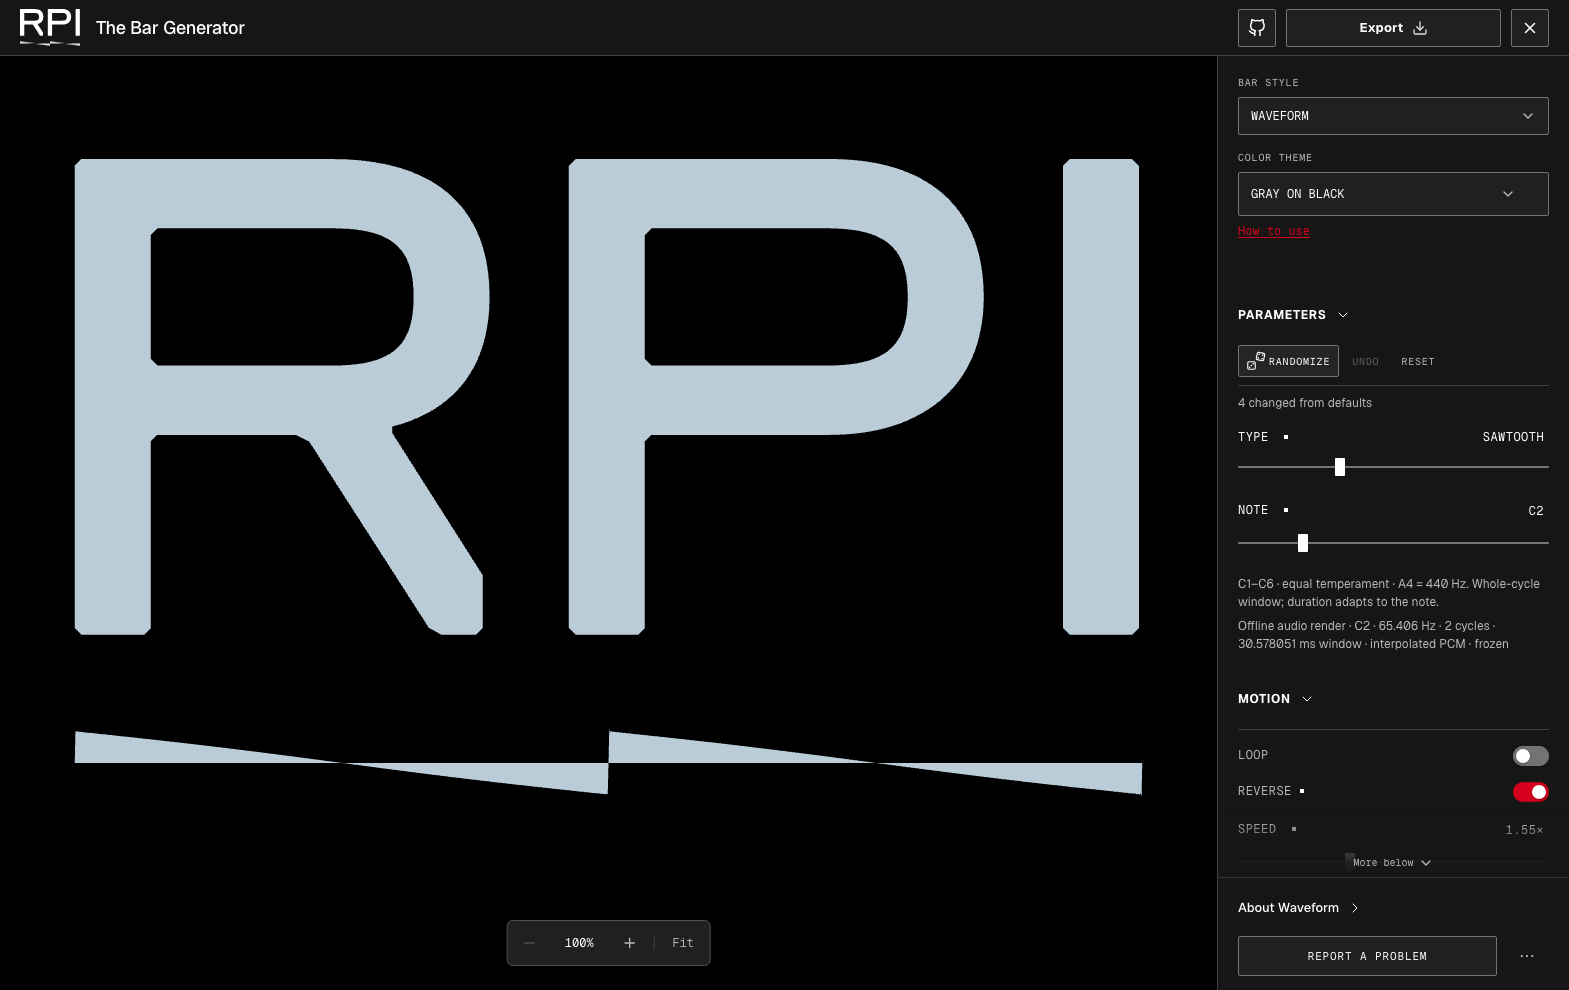 RPI The Bar Generator
Export
RPI
BAR STYLE
WAVEFORM
COLOR THEME
GRAY ON BLACK
How to use
PARAMETERS
RANDOMIZE UNDO RESET
4 changed from defaults
TYPE SAWTOOTH
NOTE C2
C1–C6 · equal temperament · A4 = 440 Hz. Whole-cycle
window; duration adapts to the note.
Offline audio render · C2 · 65.406 Hz · 2 cycles ·
30.578051 ms window · interpolated PCM · frozen
MOTION
LOOP
REVERSE
SPEED 1.55×
More below
100% Fit
About Waveform
REPORT A PROBLEM